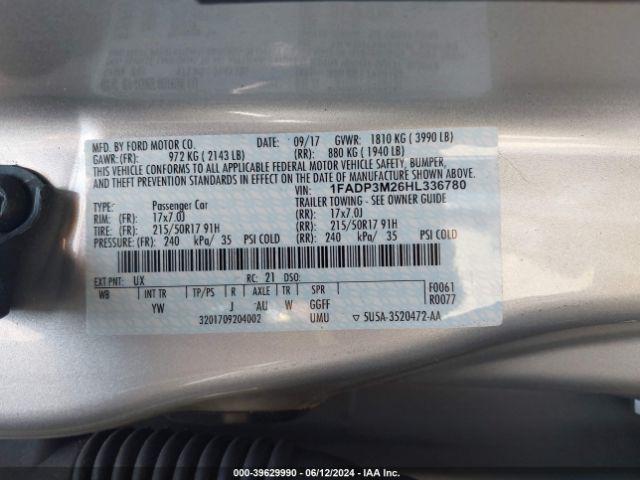 MFD. BY FORD MOTOR CO. DATE: 09/17 GVWR: 1810 KG ( 3990 LB)
GAWR:(FR): 972 KG ( 2143 LB) (RR): 880 KG ( 1940 LB)
THIS VEHICLE CONFORMS TO ALL APPLICABLE FEDERAL MOTOR VEHICLE SAFETY, BUMPER,
AND THEFT PREVENTION STANDARDS IN EFFECT ON THE DATE OF MANUFACTURE SHOWN ABOVE.
VIN: 1FADP3M26HL336780
TYPE: Passenger Car TRAILER TOWING - SEE OWNER GUIDE
RIM: (FR): 17x7.0J (RR): 17x7.0J
TIRE: (FR): 215/50R17 91H (RR): 215/50R17 91H
PRESSURE: (FR): 240 kPa/ 35 PSI COLD (RR): 240 kPa/ 35 PSI COLD
EXT PNT: UX RC: 21 DSO: F0061
WB INT TR TP/PS R AXLE TR SPR R0077
YW J AU W GGFF
3201709204002 UMU ▽ 5U5A-3520472-AA
000-39629990 - 06/12/2024 - IAA Inc.